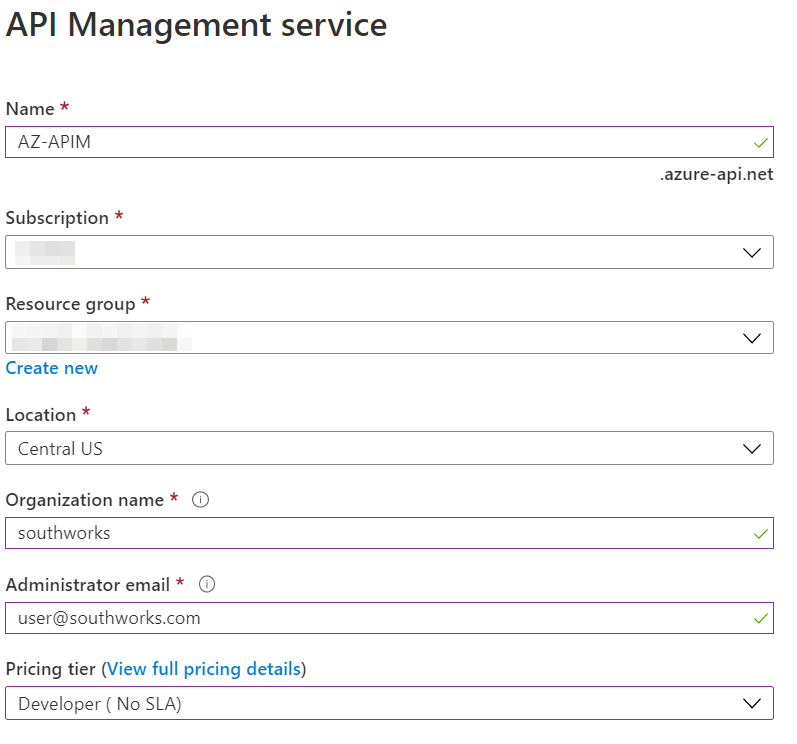 API Management service
Name *
AZ-APIM
.azure-api.net
Subscription *
Resource group *
Create new
Location *
Central US
Organization name *
southworks
Administrator email *
user@southworks.com
Pricing tier (View full pricing details)
Developer ( No SLA)